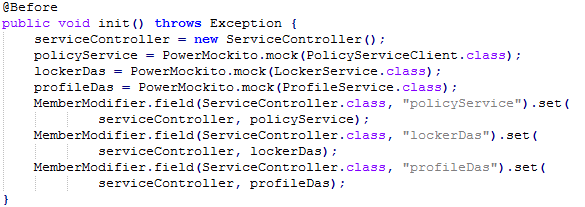 @Before
public void init() throws Exception {
    serviceController = new ServiceController();
    policyService = PowerMockito.mock(PolicyServiceClient.class);
    lockerDas = PowerMockito.mock(LockerService.class);
    profileDas = PowerMockito.mock(ProfileService.class);
    MemberModifier.field(ServiceController.class, "policyService").set(
            serviceController, policyService);
    MemberModifier.field(ServiceController.class, "lockerDas").set(
            serviceController, lockerDas);
    MemberModifier.field(ServiceController.class, "profileDas").set(
            serviceController, profileDas);
}